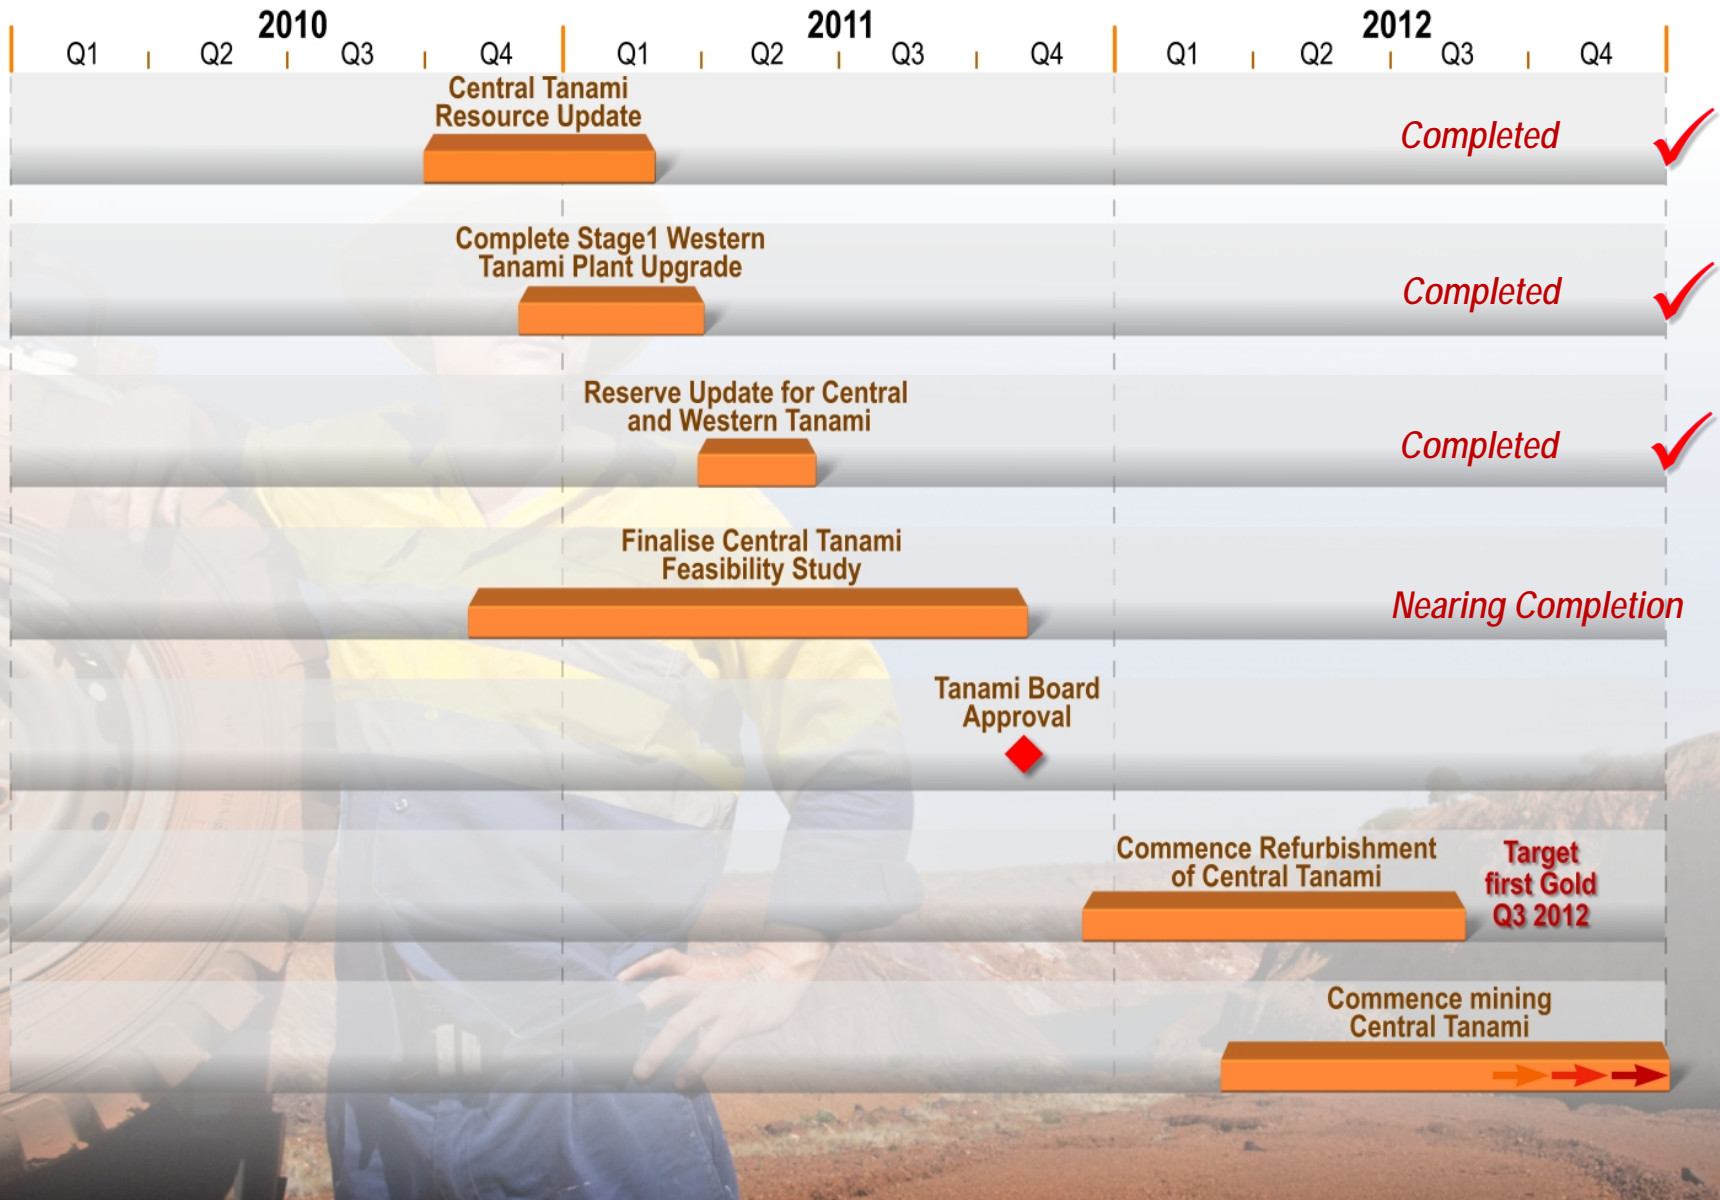 2010
2011
2012
Q1 Q2 Q3 Q4 Q1 Q2 Q3 Q4 Q1 Q2 Q3 Q4
Central Tanami
Resource Update
Completed
Complete Stage1 Western
Tanami Plant Upgrade
Completed
Reserve Update for Central
and Western Tanami
Completed
Finalise Central Tanami
Feasibility Study
Nearing Completion
Tanami Board
Approval
Commence Refurbishment
of Central Tanami
Target
first Gold
Q3 2012
Commence mining
Central Tanami